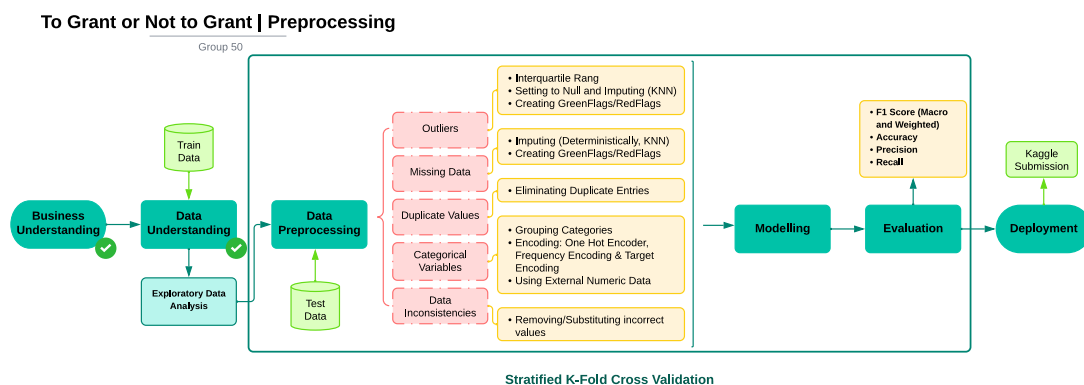 To Grant or Not to Grant | Preprocessing
Group 50
Business
Understanding
Train
Data
Data
Understanding
Exploratory Data
Analysis
Data
Preprocessing
Test
Data
Outliers
• Interquartile Rang
• Setting to Null and Imputing (KNN)
• Creating GreenFlags/RedFlags
Missing Data
• Imputing (Deterministically, KNN)
• Creating GreenFlags/RedFlags
Duplicate Values
• Eliminating Duplicate Entries
Categorical
Variables
• Grouping Categories
• Encoding: One Hot Encoder,
Frequency Encoding & Target
Encoding
• Using External Numeric Data
Data
Inconsistencies
• Removing/Substituting incorrect
values
Modelling
• F1 Score (Macro
and Weighted)
• Accuracy
• Precision
• Recall
Evaluation
Kaggle
Submission
Deployment
Stratified K-Fold Cross Validation